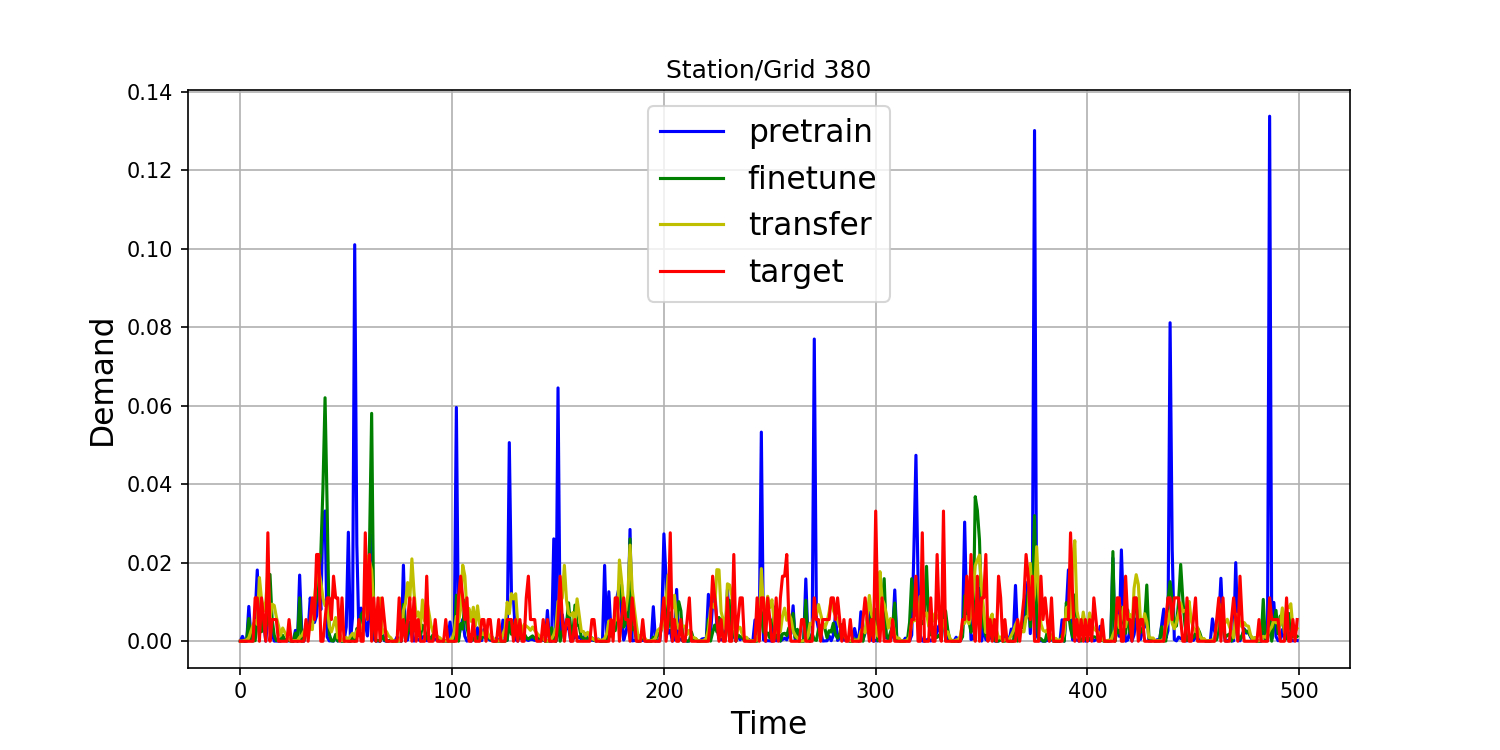 Station/Grid 380
0.14
0.12
0.10
0.08
0.06
0.04
0.02
0.00
Demand
pretrain
finetune
transfer
target
0 100 200 300 400 500
Time